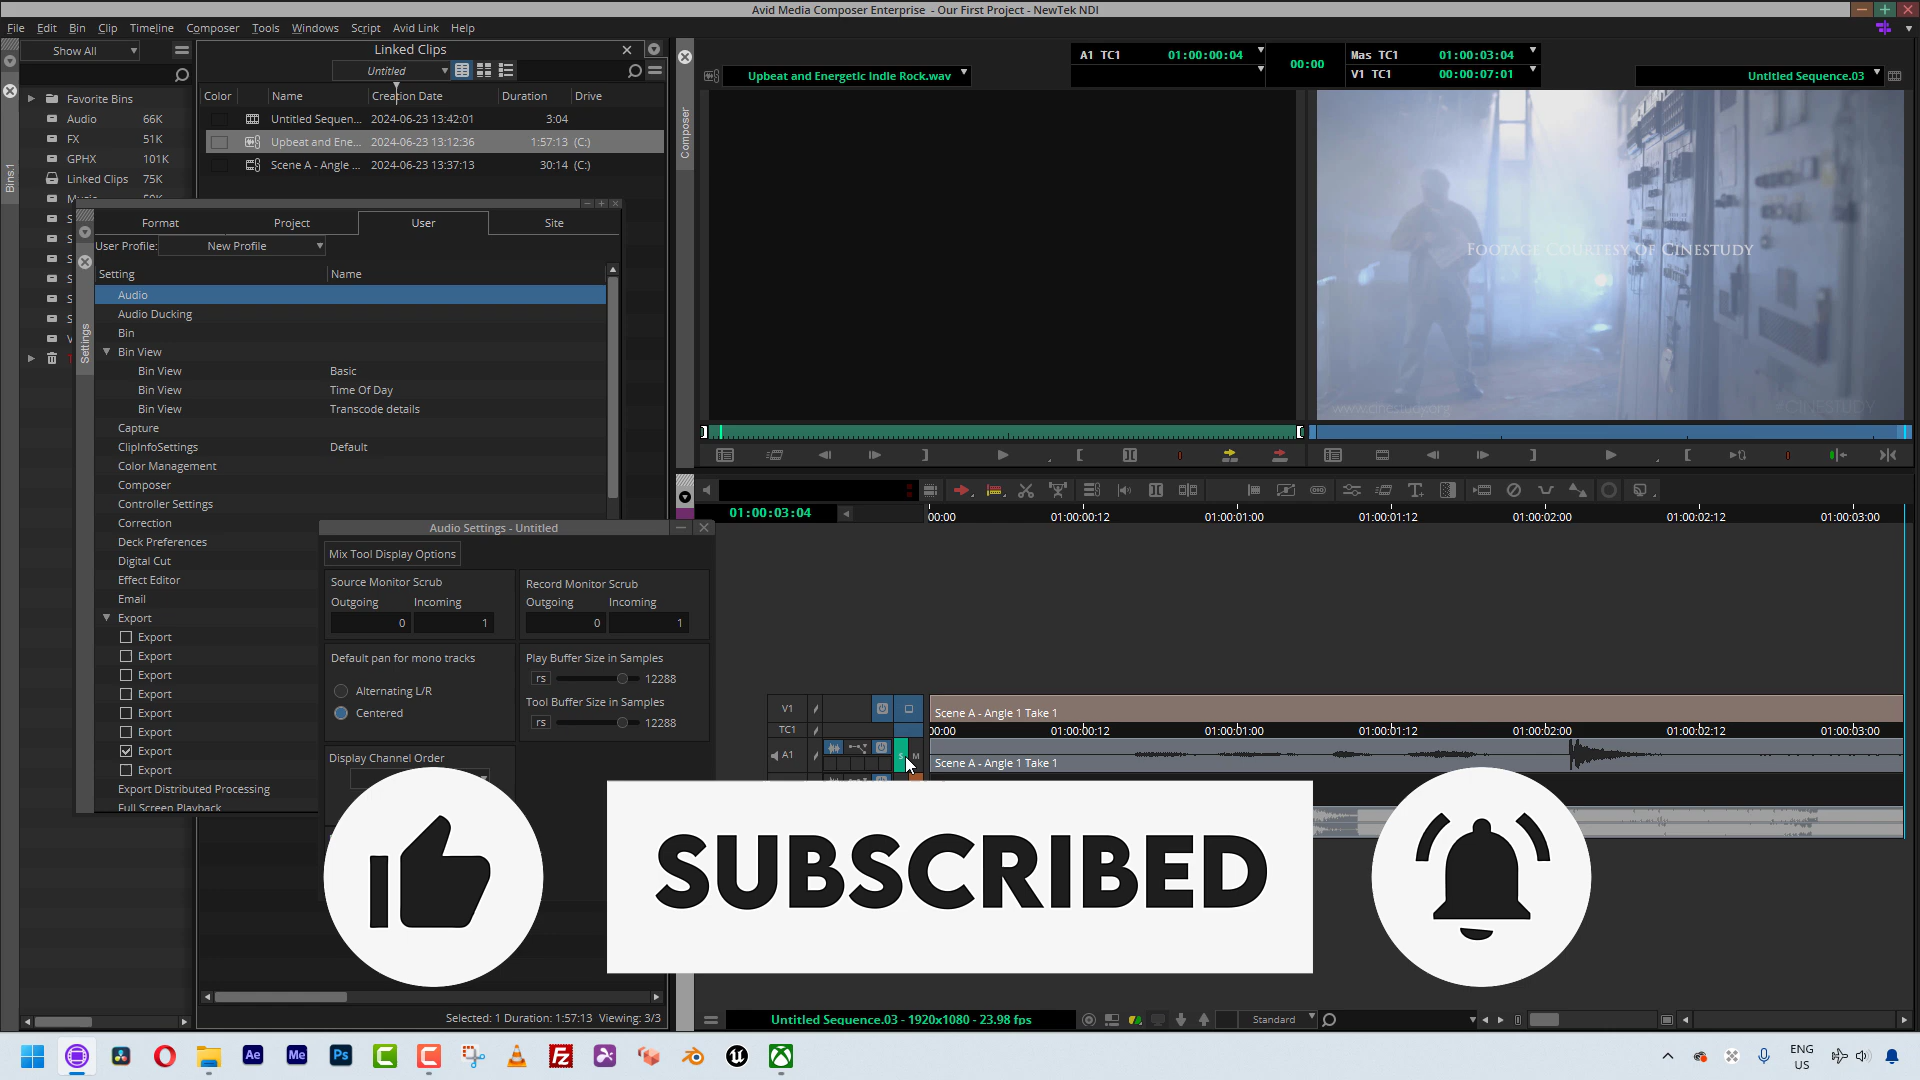 Avid Media Composer Enterprise - Our First Project - NewTek NDI
File Edit Bin Clip Timeline Composer Tools Windows Script Avid Link Help
Show All
Linked Clips
Untitled
Color Name Creation Date Duration Drive
Untitled Sequen... 2024-06-23 13:42:01 3:04
Upbeat and Ene... 2024-06-23 13:12:36 1:57:13 (C:)
Scene A - Angle ... 2024-06-23 13:37:13 30:14 (C:)
Bins:1
Favorite Bins
Audio 66K
FX 51K
GPHX 101K
Linked Clips 75K
Format Project User Site
User Profile: New Profile
Setting Name
Settings
Audio
Audio Ducking
Bin
Bin View
Bin View Basic
Bin View Time Of Day
Bin View Transcode details
Capture
ClipInfoSettings Default
Color Management
Composer
Controller Settings
Correction
Deck Preferences
Digital Cut
Effect Editor
Email
Export
Export
Export
Export
Export
Export
Export
Export
Export
Export Distributed Processing
Full Screen Playback
Audio Settings - Untitled
Mix Tool Display Options
Source Monitor Scrub
Outgoing Incoming
0 1
Record Monitor Scrub
Outgoing Incoming
0 1
Default pan for mono tracks
Alternating L/R
Centered
Play Buffer Size in Samples
rs 12288
Tool Buffer Size in Samples
rs 12288
Display Channel Order
Selected: 1 Duration: 1:57:13 Viewing: 3/3
Composer
Upbeat and Energetic Indie Rock.wav
A1 TC1 01:00:00:04
00:00
Mas TC1 01:00:03:04
V1 TC1 00:00:07:01
Untitled Sequence.03
Footage Courtesy of Cinestudy
www.cinestudy.org
#CINESTUDY
01:00:03:04
00:00 01:00:00:12 01:00:01:00 01:00:01:12 01:00:02:00 01:00:02:12 01:00:03:00
V1
Scene A - Angle 1 Take 1
TC1
00:00 01:00:00:12 01:00:01:00 01:00:01:12 01:00:02:00 01:00:02:12 01:00:03:00
A1 S M
Scene A - Angle 1 Take 1
SUBSCRIBED
Untitled Sequence.03 - 1920x1080 - 23.98 fps
Standard
Ae Me Ps C C Fz
ENG
US